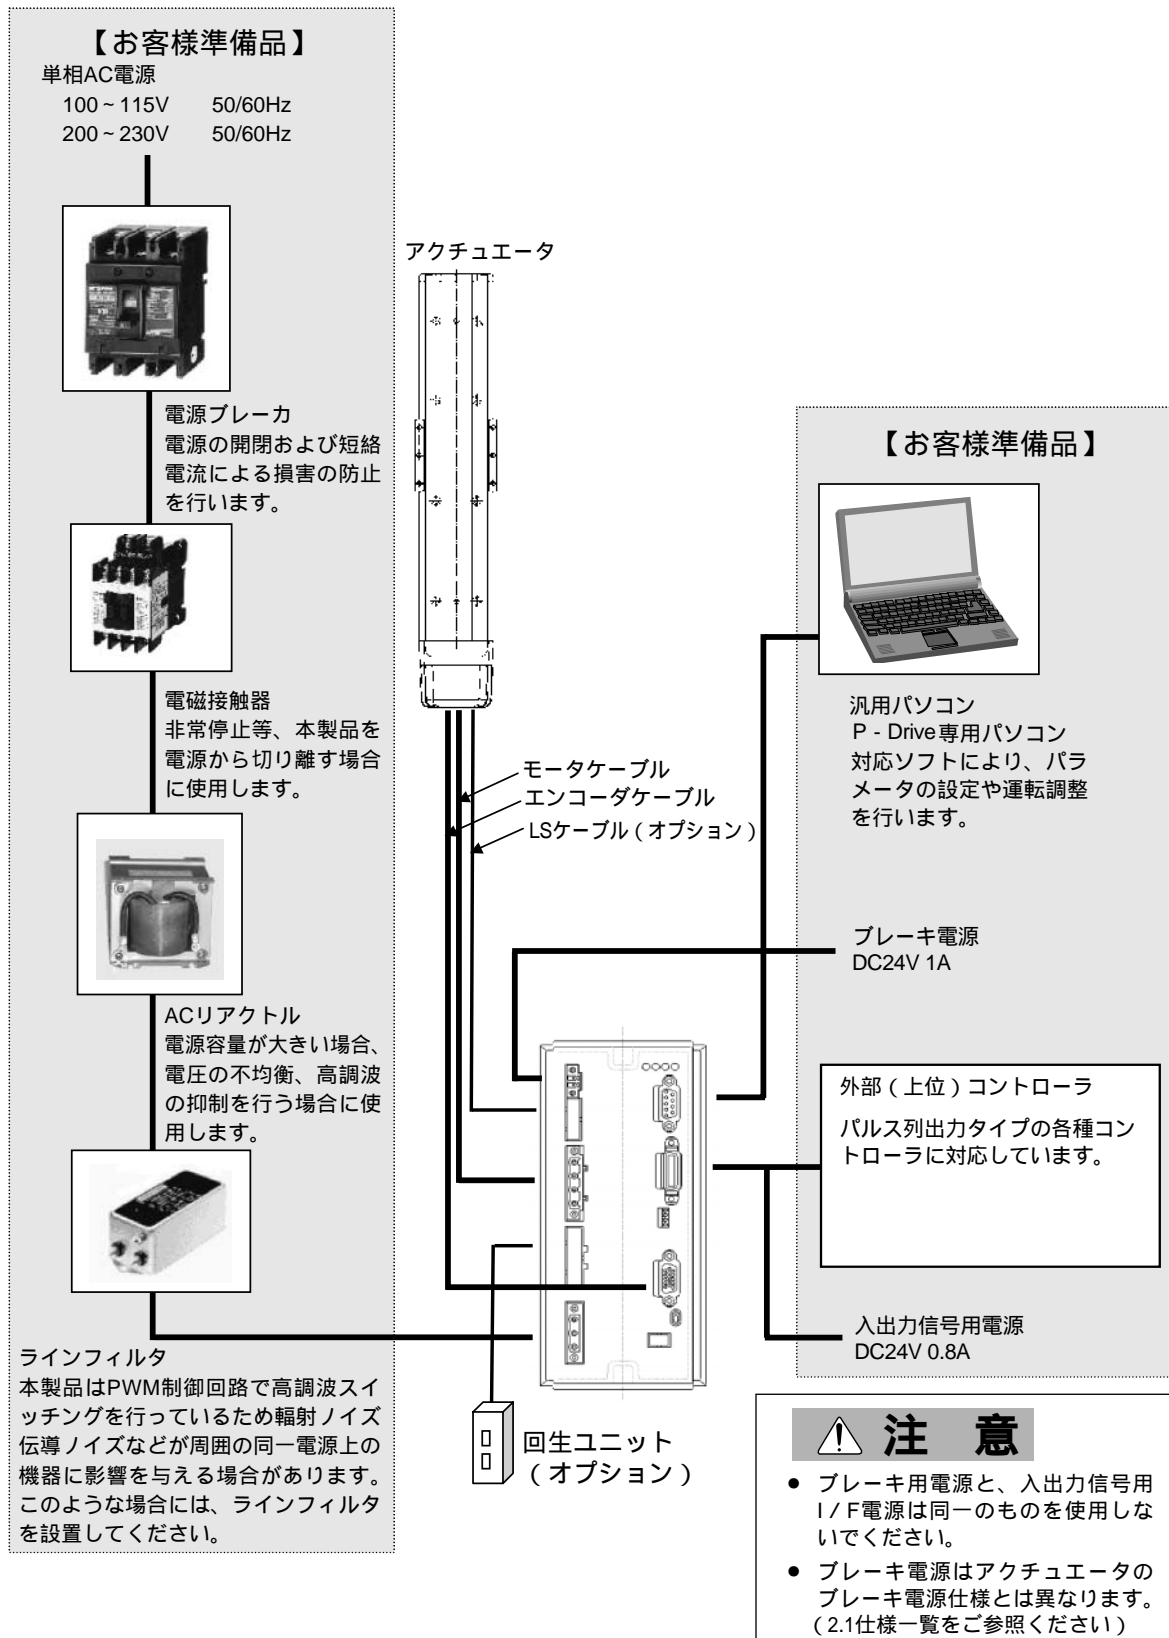 【お客様準備品】
単相AC電源
100~115V 50/60Hz
200~230V 50/60Hz
電源ブレーカ
電源の開閉および短絡
電流による損害の防止
を行います。
電磁接触器
非常停止等、本製品を
電源から切り離す場合
に使用します。
ACリアクトル
電源容量が大きい場合、
電圧の不均衡、高調波
の抑制を行う場合に使
用します。
ラインフィルタ
本製品はPWM制御回路で高調波スイ
ッチングを行っているため輻射ノイズ
伝導ノイズなどが周囲の同一電源上の
機器に影響を与える場合があります。
このような場合には、ラインフィルタ
を設置してください。
アクチュエータ
モータケーブル
エンコーダケーブル
LSケーブル(オプション)
回生ユニット
(オプション)
【お客様準備品】
汎用パソコン
P - Drive専用パソコン
対応ソフトにより、パラ
メータの設定や運転調整
を行います。
ブレーキ電源
DC24V 1A
外部(上位)コントローラ
パルス列出力タイプの各種コン
トローラに対応しています。
入出力信号用電源
DC24V 0.8A
注 意
● ブレーキ用電源と、入出力信号用
I / F電源は同一のものを使用しな
いでください。
● ブレーキ電源はアクチュエータの
ブレーキ電源仕様とは異なります。
(2.1仕様一覧をご参照ください)